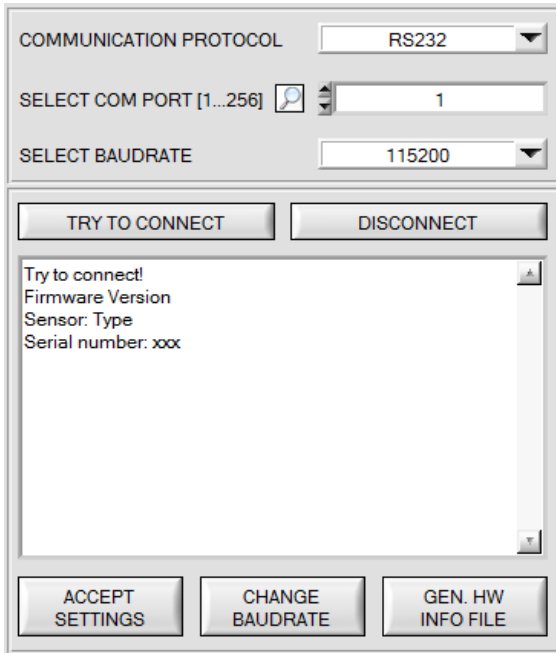 COMMUNICATION PROTOCOL RS232
SELECT COM PORT [1...256] 1
SELECT BAUDRATE 115200
TRY TO CONNECT DISCONNECT
Try to connect!
Firmware Version
Sensor: Type
Serial number: xxx
ACCEPT
SETTINGS
CHANGE
BAUDRATE
GEN. HW
INFO FILE